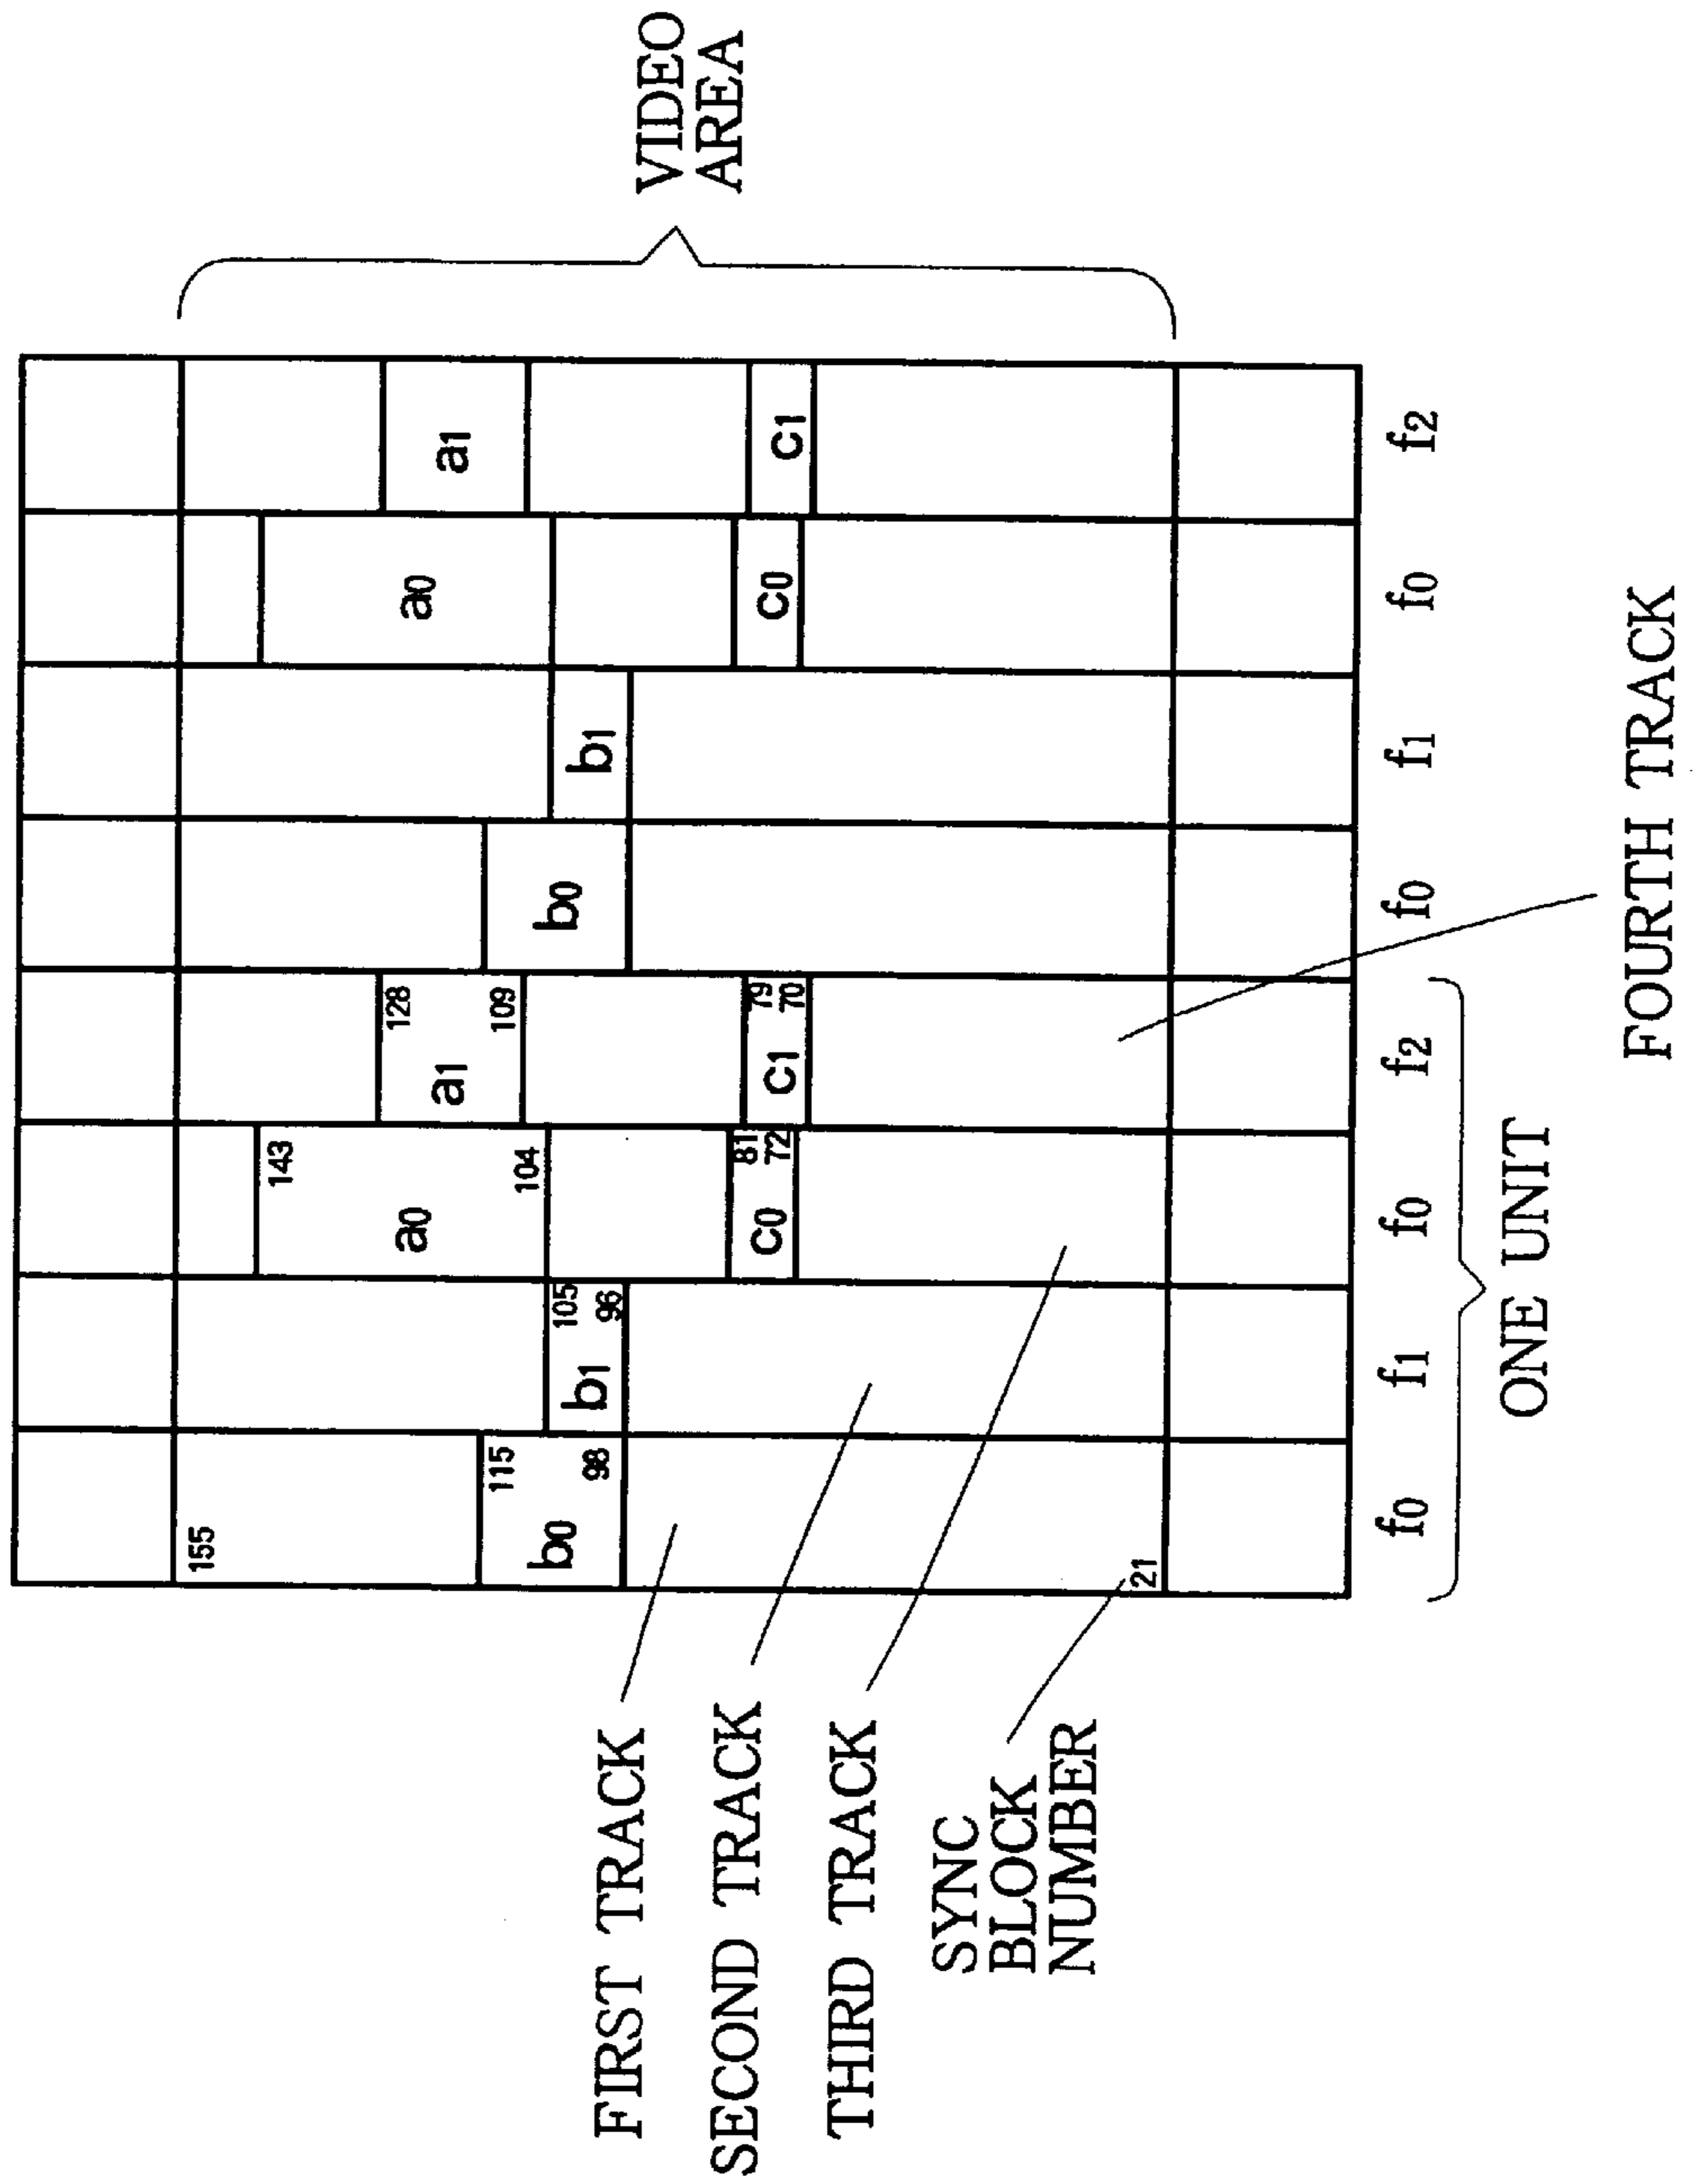 VIDEO
AREA
155
115
b0
98
21
105
b1
96
143
a0
104
81
C0
72
128
a1
109
79
C1
70
b0
b1
a0
C0
a1
C1
f0
f1
f0
f2
f0
f1
f0
f2
ONE UNIT
FIRST TRACK
SECOND TRACK
THIRD TRACK
FOURTH TRACK
SYNC
BLOCK
NUMBER